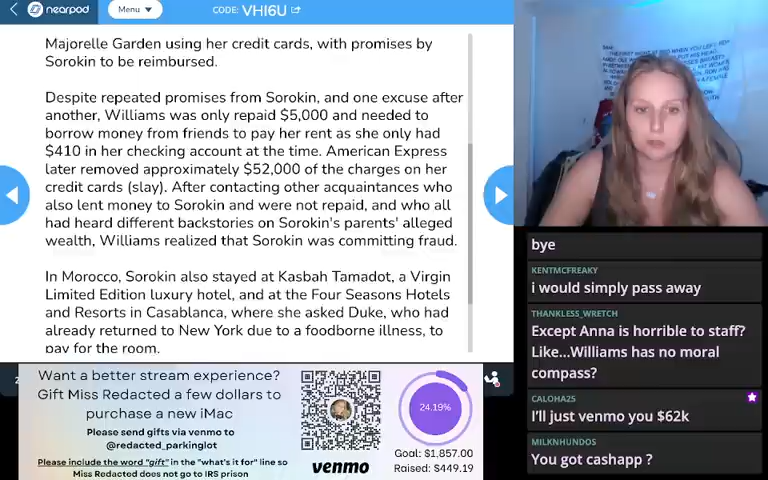 nearpod
Menu
CODE: VHI6U
Majorelle Garden using her credit cards, with promises by
Sorokin to be reimbursed.
Despite repeated promises from Sorokin, and one excuse after
another, Williams was only repaid $5,000 and needed to
borrow money from friends to pay her rent as she only had
$410 in her checking account at the time. American Express
later removed approximately $52,000 of the charges on her
credit cards (slay). After contacting other acquaintances who
also lent money to Sorokin and were not repaid, and who all
had heard different backstories on Sorokin's parents' alleged
wealth, Williams realized that Sorokin was committing fraud.
In Morocco, Sorokin also stayed at Kasbah Tamadot, a Virgin
Limited Edition luxury hotel, and at the Four Seasons Hotels
and Resorts in Casablanca, where she asked Duke, who had
already returned to New York due to a foodborne illness, to
pay for the room.
Want a better stream experience?
Gift Miss Redacted a few dollars to
purchase a new iMac
Please send gifts via venmo to
@redacted_parkinglot
Please include the word "gift" in the "what's it for" line so
Miss Redacted does not go to IRS prison
venmo
24.19%
Goal: $1,857.00
Raised: $449.19
bye
KENTMCFREAKY
i would simply pass away
THANKLESS_WRETCH
Except Anna is horrible to staff?
Like...Williams has no moral
compass?
CALOHA25
I'll just venmo you $62k
MILKNHUNDOS
You got cashapp ?